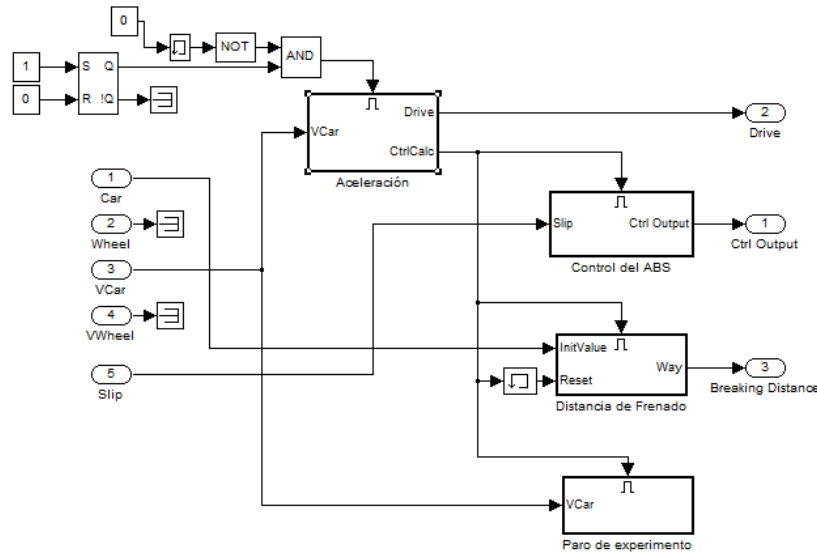 0
NOT
AND
1
S Q
0
R !Q
Drive
VCar
CtrlCalc
Aceleración
2
Drive
1
Car
2
Wheel
3
VCar
4
VWheel
5
Slip
Slip
Ctrl Output
Control del ABS
1
Ctrl Output
InitValue
Way
Reset
Distancia de Frenado
3
Breaking Distance
VCar
Paro de experimento